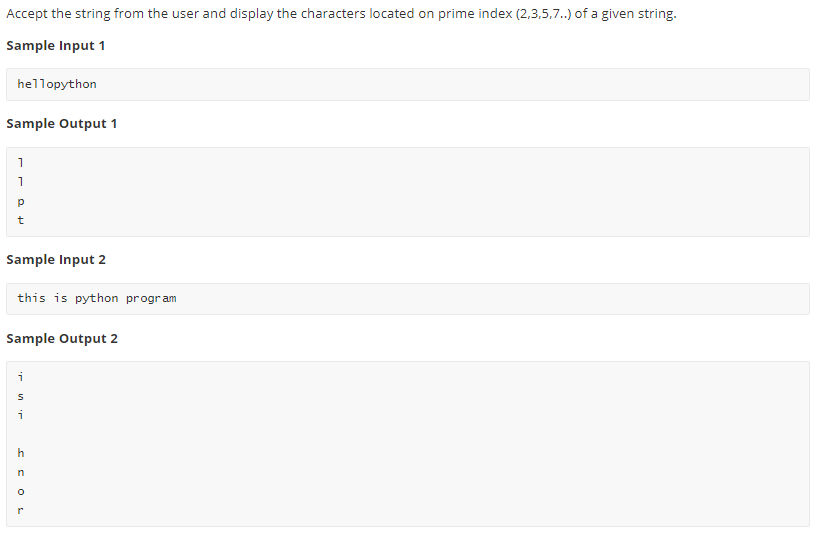 Accept the string from the user and display the characters located on prime index (2,3,5,7..) of a given string.
Sample Input 1
hellopython
Sample Output 1
l
l
p
t
Sample Input 2
this is python program
Sample Output 2
i
s
i

h
n
o
r